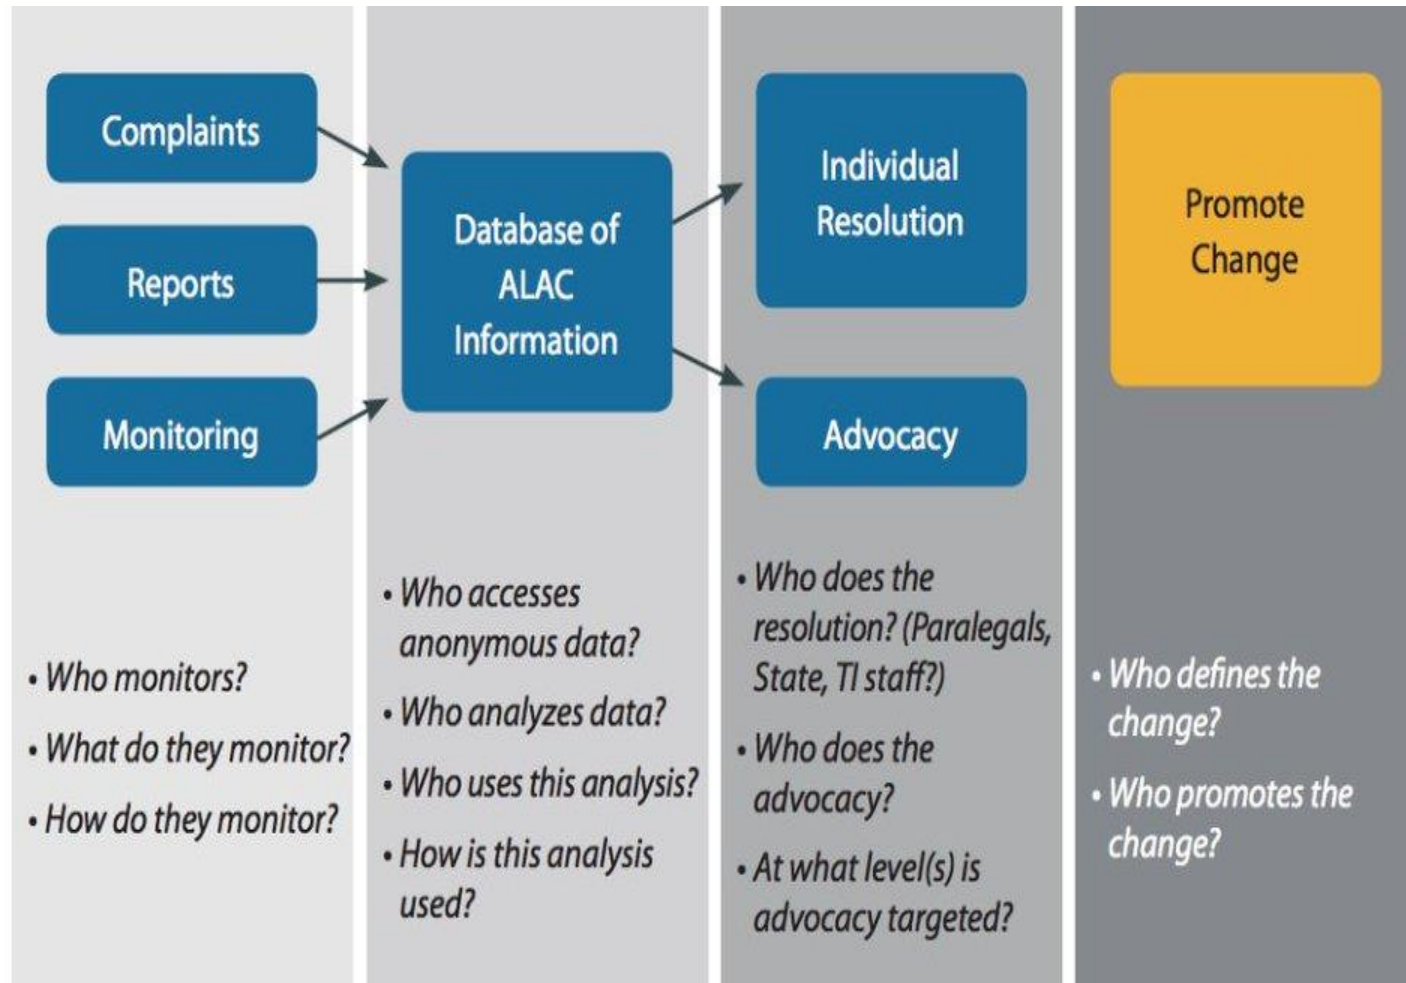 Complaints
Reports
Monitoring
• Who monitors?
• What do they monitor?
• How do they monitor?
Database of
ALAC
Information
• Who accesses
anonymous data?
• Who analyzes data?
• Who uses this analysis?
• How is this analysis
used?
Individual
Resolution
Advocacy
• Who does the
resolution? (Paralegals,
State, TI staff?)
• Who does the
advocacy?
• At what level(s) is
advocacy targeted?
Promote
Change
• Who defines the
change?
• Who promotes the
change?